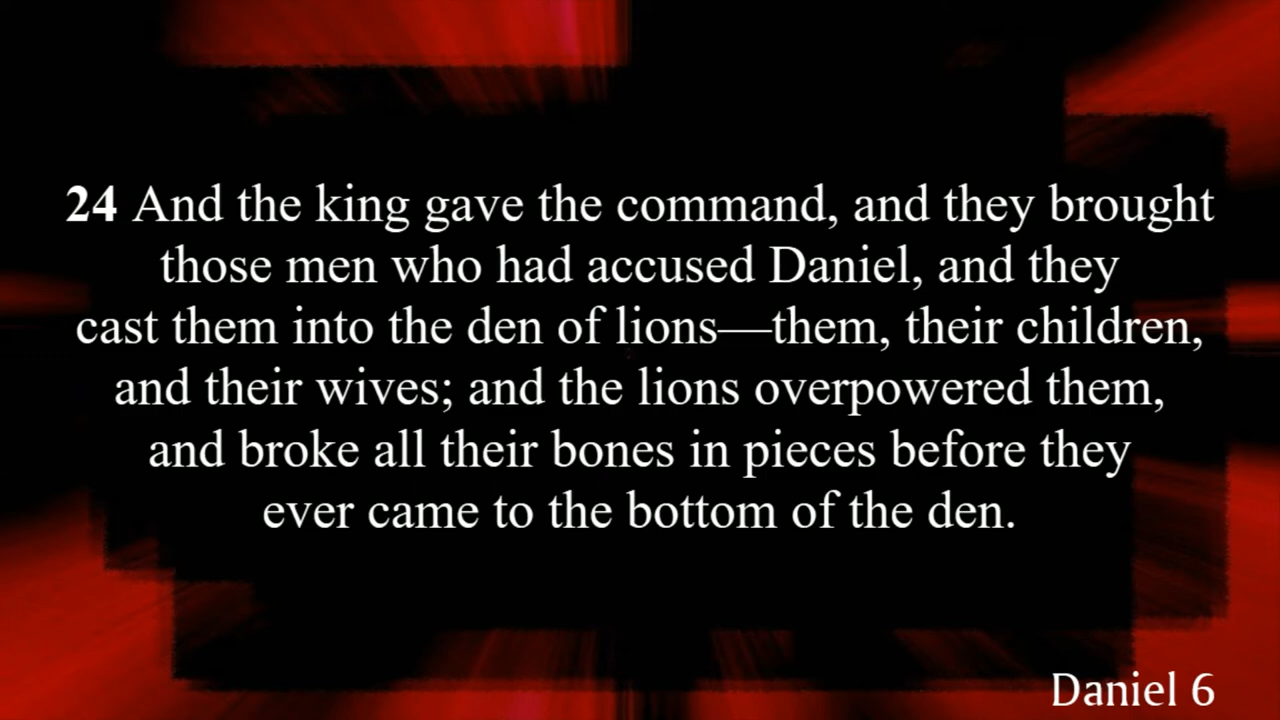 24 And the king gave the command, and they brought
those men who had accused Daniel, and they
cast them into the den of lions—them, their children,
and their wives; and the lions overpowered them,
and broke all their bones in pieces before they
ever came to the bottom of the den.
Daniel 6